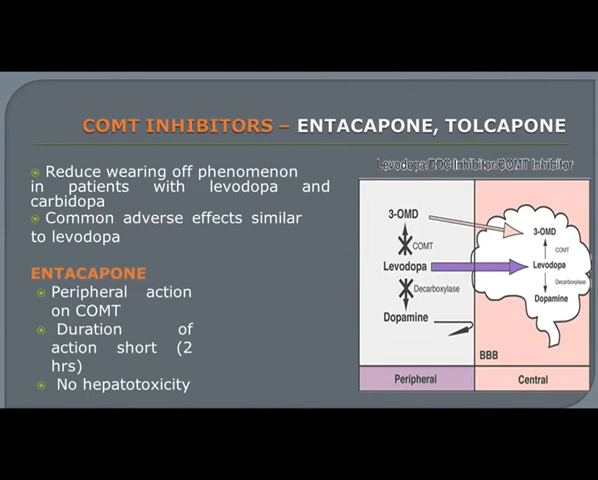 COMT INHIBITORS – ENTACAPONE, TOLCAPONE
Reduce wearing off phenomenon
in patients with levodopa and
carbidopa
Common adverse effects similar
to levodopa
ENTACAPONE
Peripheral action
on COMT
Duration of
action short (2
hrs)
No hepatotoxicity
Levodopa/DDC Inhibitor/COMT Inhibitor
3-OMD
COMT
Levodopa
Decarboxylase
Dopamine
3-OMD
COMT
Levodopa
Decarboxylase
Dopamine
BBB
Peripheral
Central